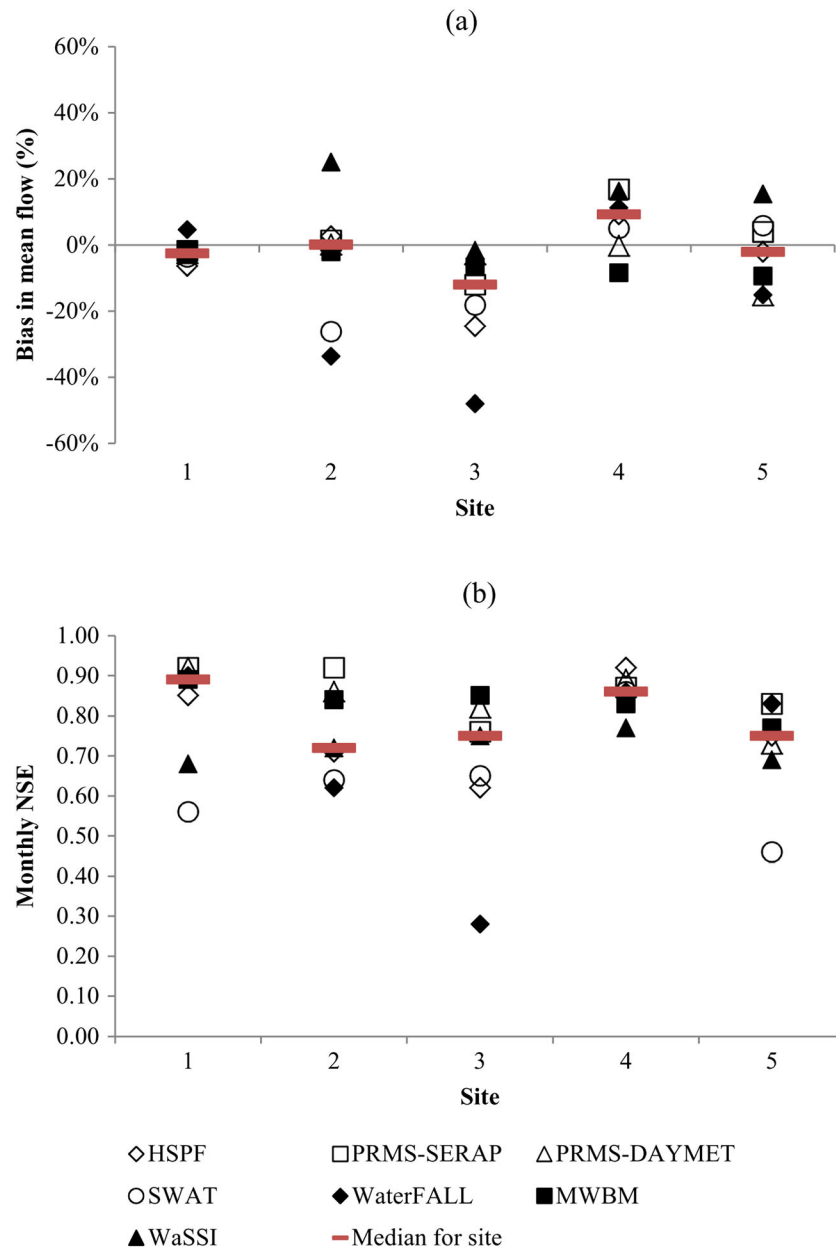 (a)
Bias in mean flow (%)
60%
40%
20%
0%
-20%
-40%
-60%
1 2 3 4 5
Site
(b)
Monthly NSE
1.00
0.90
0.80
0.70
0.60
0.50
0.40
0.30
0.20
0.10
0.00
1 2 3 4 5
Site
HSPF PRMS-SERAP PRMS-DAYMET
SWAT WaterFALL MWBM
WaSSI Median for site